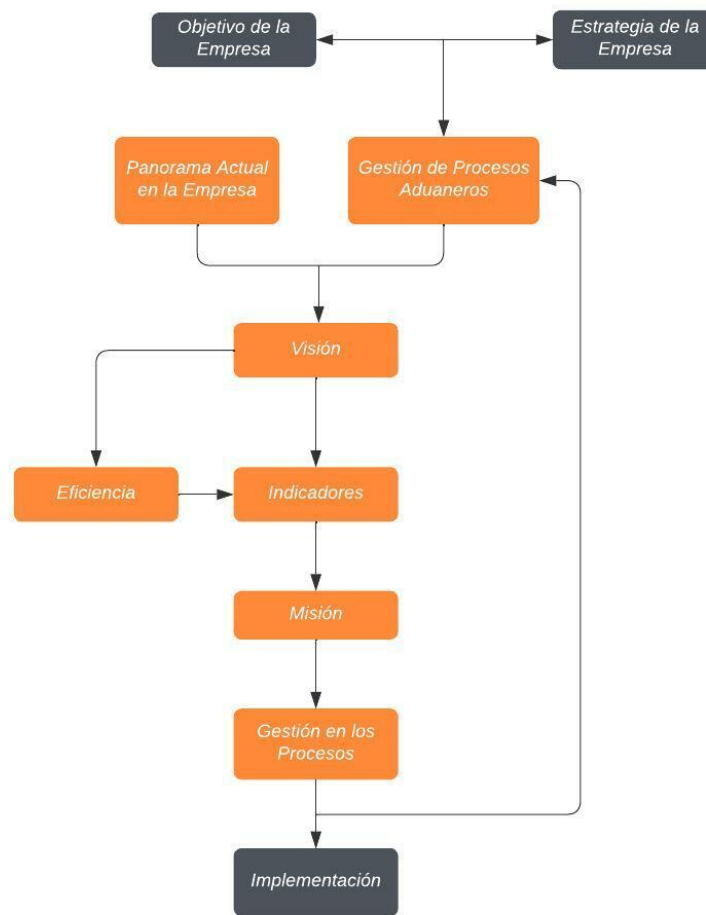 Objetivo de la
Empresa
Estrategia de la
Empresa
Panorama Actual
en la Empresa
Gestión de Procesos
Aduaneros
Visión
Eficiencia
Indicadores
Misión
Gestión en los
Procesos
Implementación